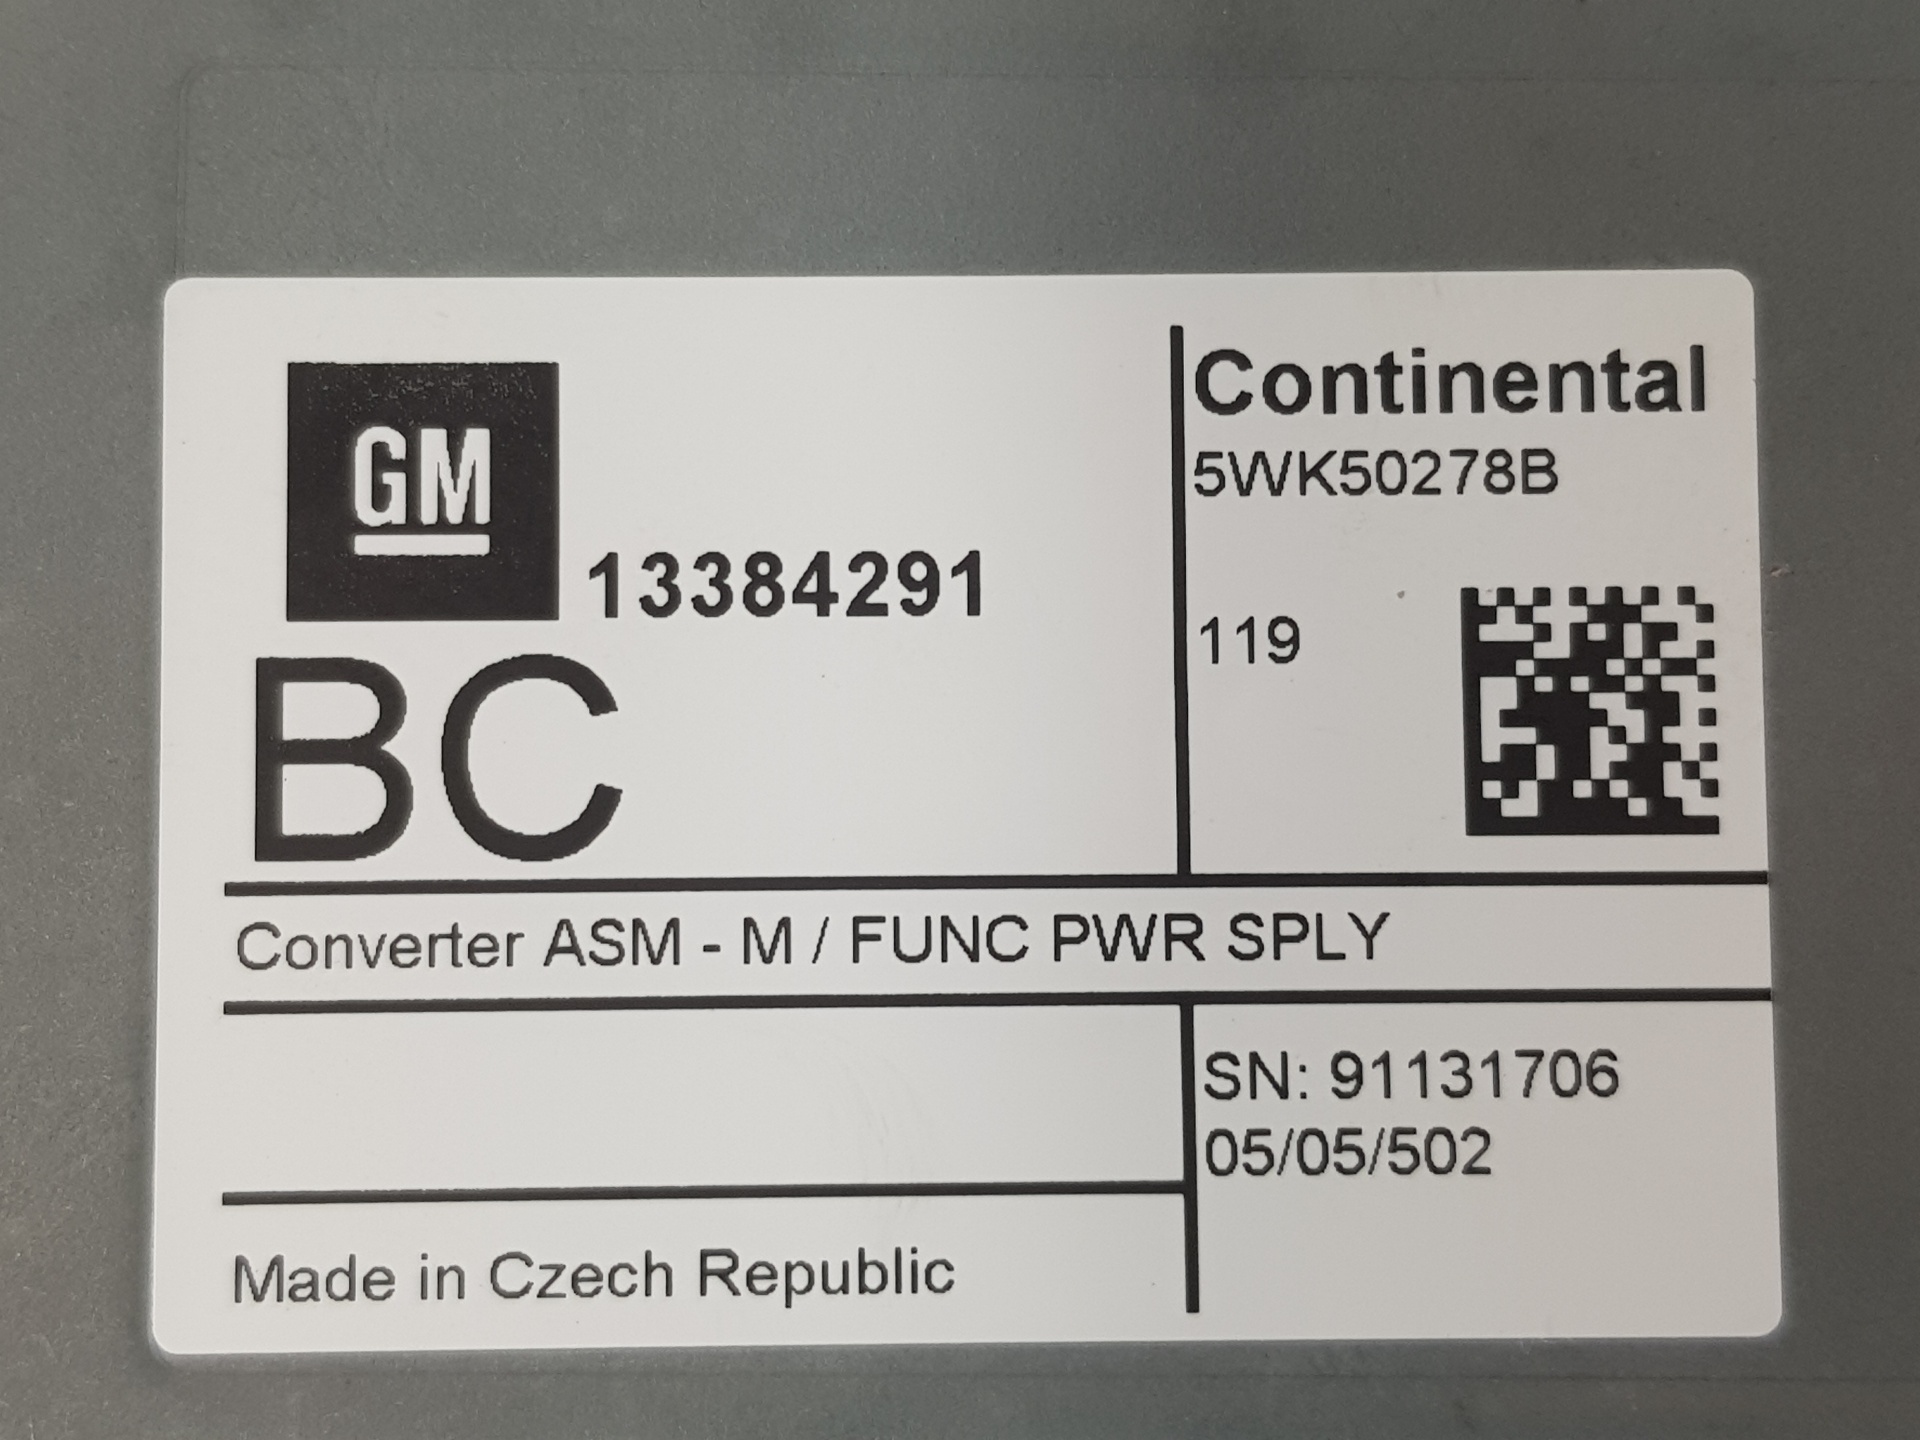 GM
13384291
BC
Continental
5WK50278B
119
Converter ASM - M / FUNC PWR SPLY
SN: 91131706
05/05/502
Made in Czech Republic